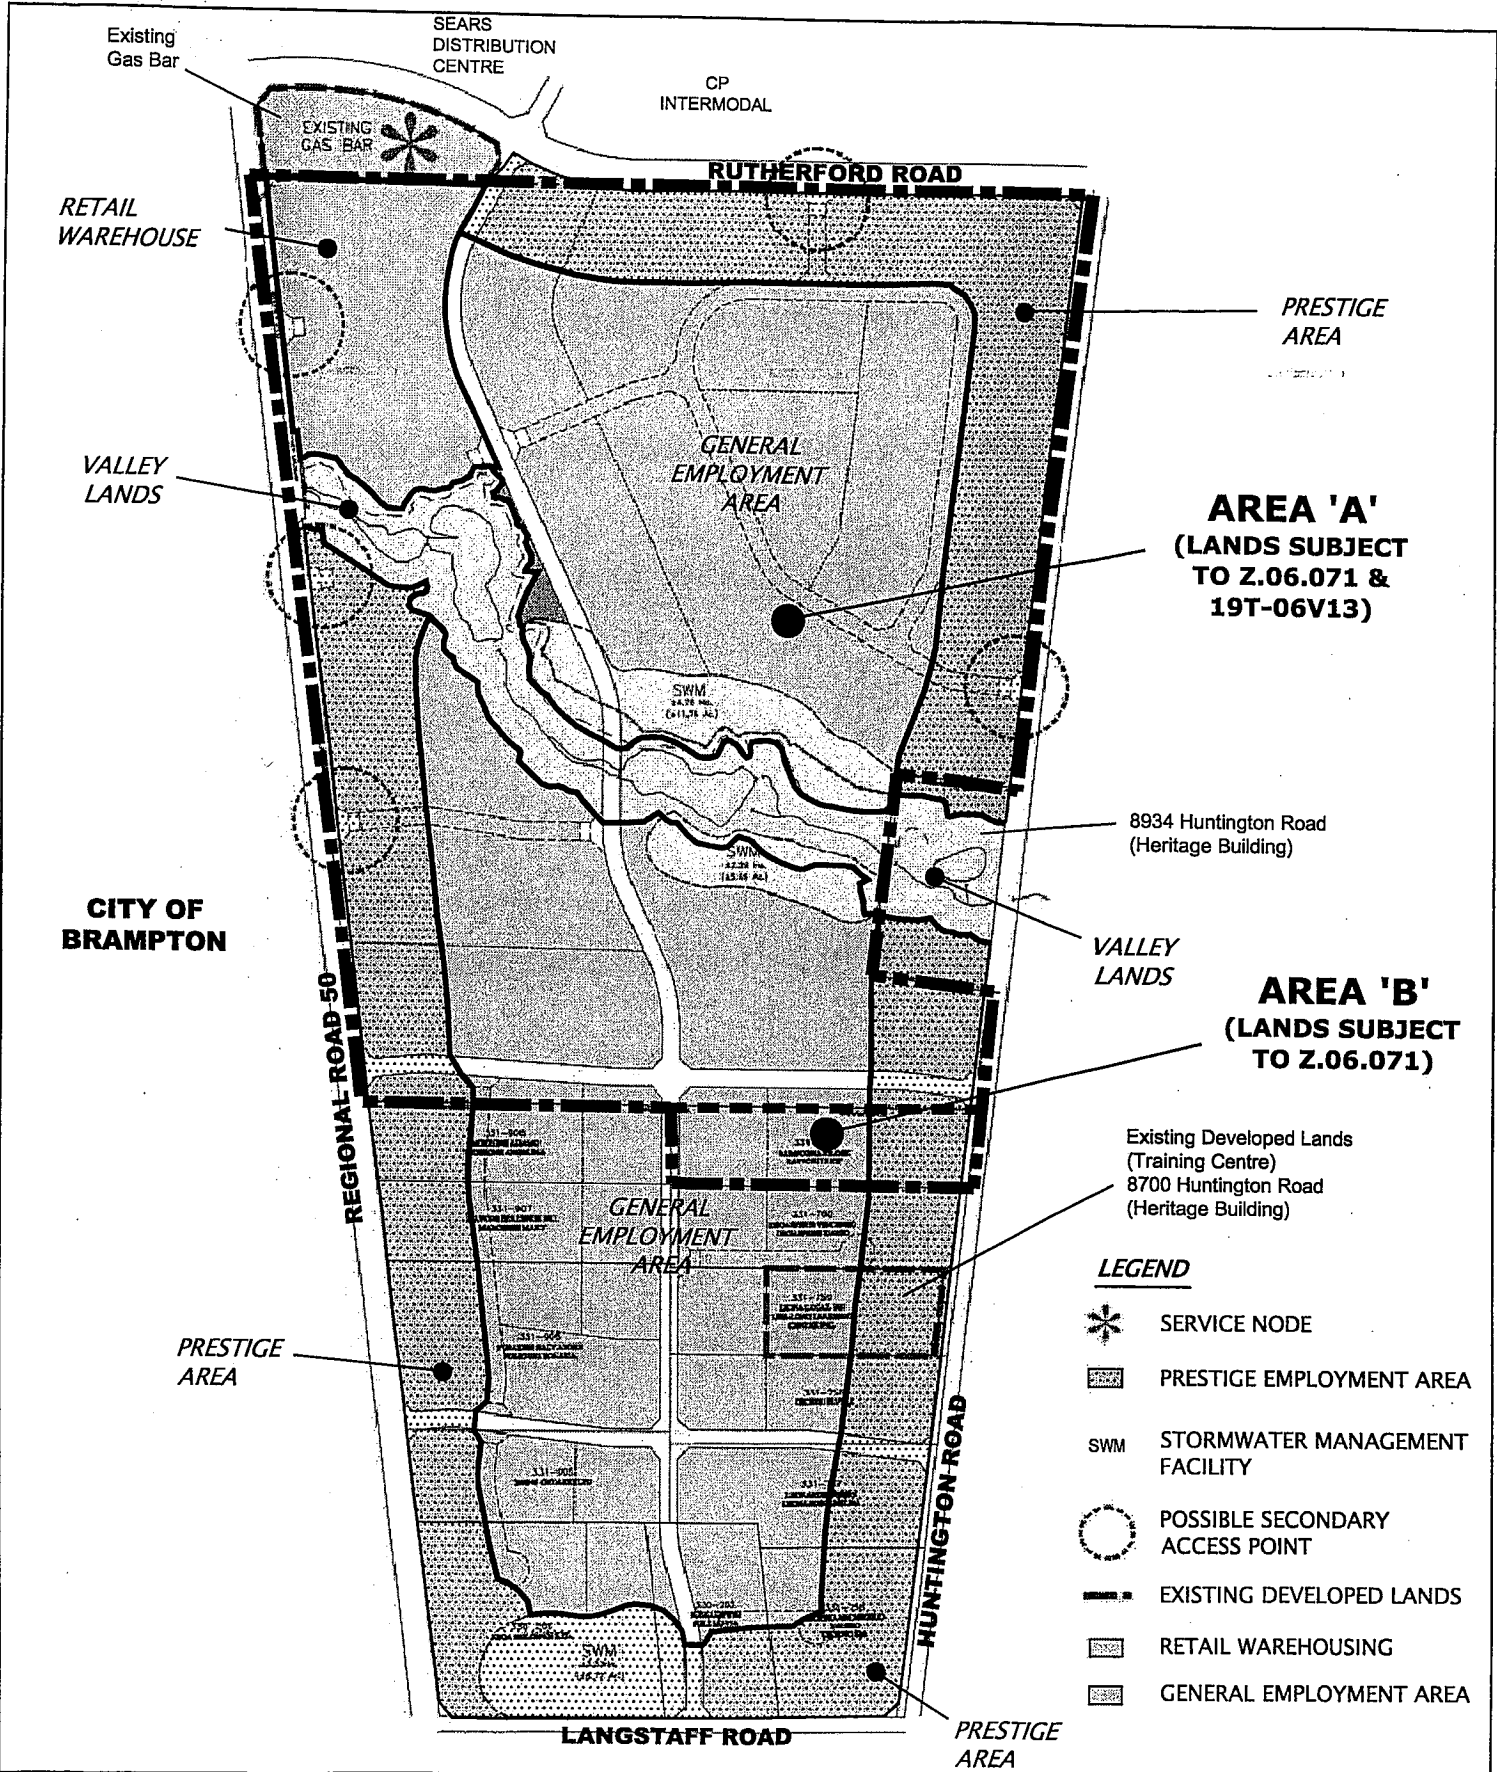 Existing
Gas Bar
SEARS
DISTRIBUTION
CENTRE
CP
INTERMODAL
EXISTING
GAS BAR
RUTHERFORD ROAD
RETAIL
WAREHOUSE
PRESTIGE
AREA
GENERAL
EMPLOYMENT
AREA
VALLEY
LANDS
AREA 'A'
(LANDS SUBJECT
TO Z.06.071 &
19T-06V13)
SWM
8934 Huntington Road
(Heritage Building)
SWM
CITY OF
BRAMPTON
VALLEY
LANDS
AREA 'B'
(LANDS SUBJECT
TO Z.06.071)
REGIONAL ROAD 50
Existing Developed Lands
(Training Centre)
8700 Huntington Road
(Heritage Building)
GENERAL
EMPLOYMENT
AREA
PRESTIGE
AREA
HUNTINGTON ROAD
SWM
LANGSTAFF ROAD
PRESTIGE
AREA
LEGEND
SERVICE NODE
PRESTIGE EMPLOYMENT AREA
SWM STORMWATER MANAGEMENT
FACILITY
POSSIBLE SECONDARY
ACCESS POINT
EXISTING DEVELOPED LANDS
RETAIL WAREHOUSING
GENERAL EMPLOYMENT AREA